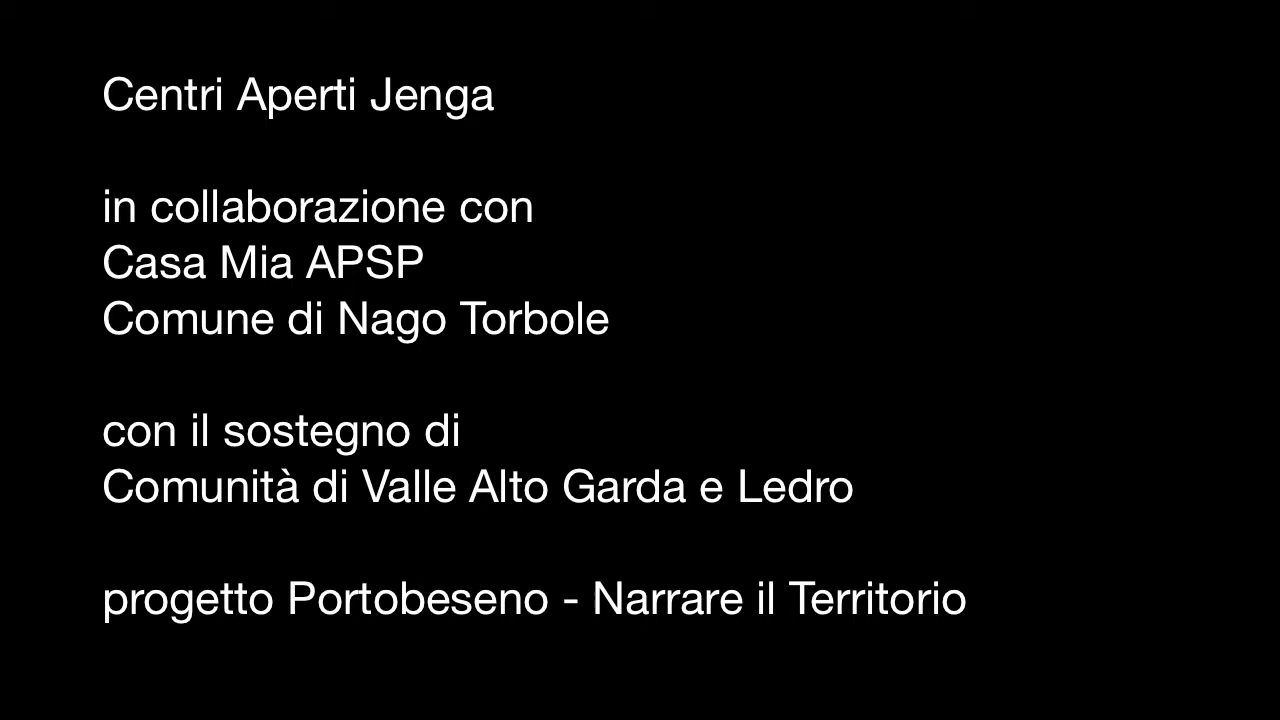 Centri Aperti Jenga
in collaborazione con
Casa Mia APSP
Comune di Nago Torbole
con il sostegno di
Comunità di Valle Alto Garda e Ledro
progetto Portobeseno - Narrare il Territorio